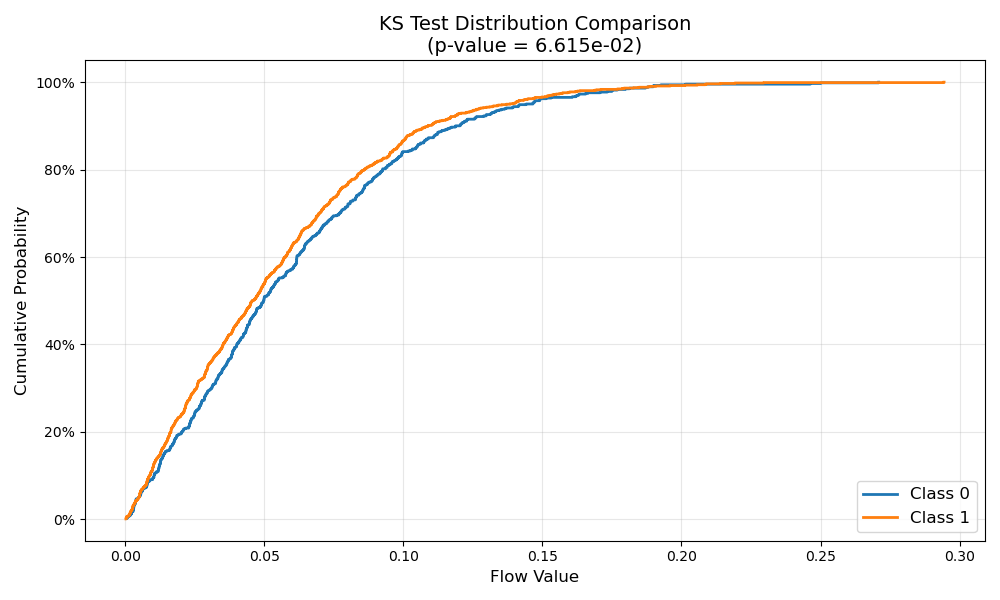 KS Test Distribution Comparison
(p-value = 6.615e-02)
Cumulative Probability
100%
80%
60%
40%
20%
0%
Class 0
Class 1
0.00 0.05 0.10 0.15 0.20 0.25 0.30
Flow Value